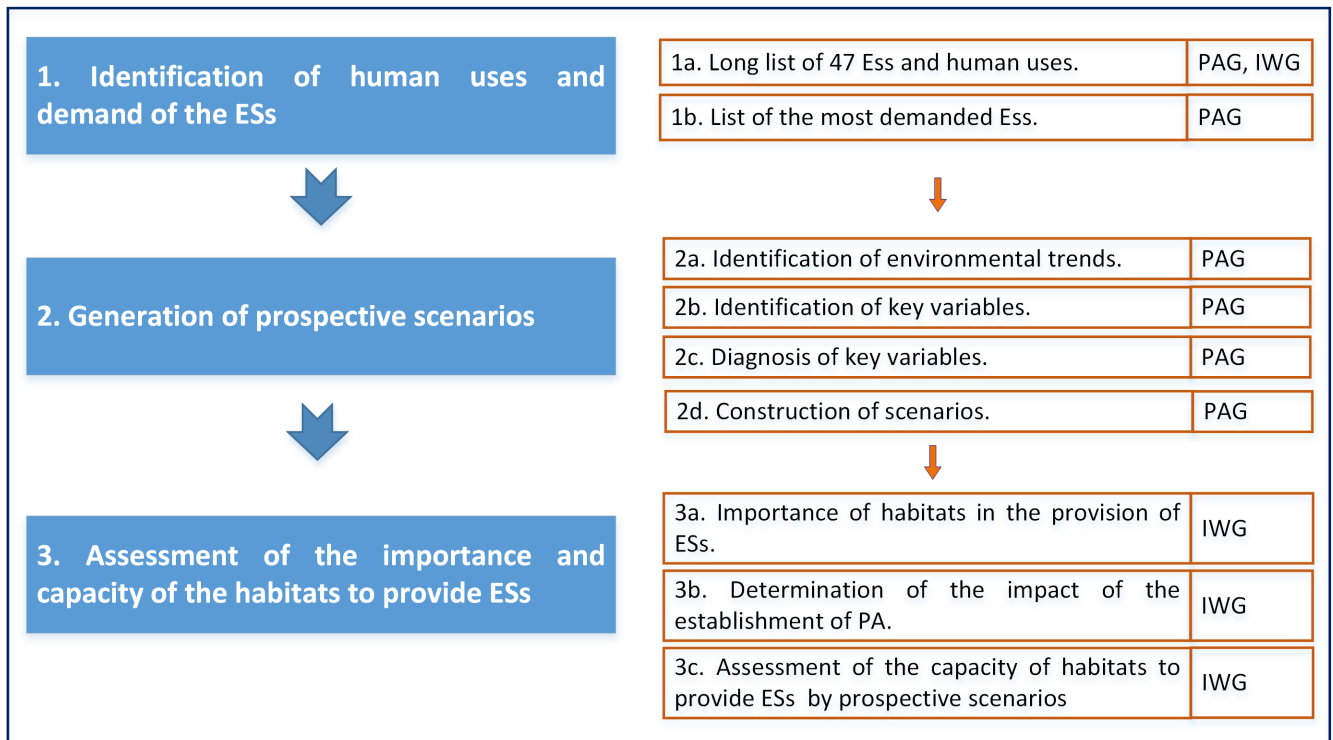 1. Identification of human uses and
demand of the ESs
1a. Long list of 47 Ess and human uses.
PAG, IWG
1b. List of the most demanded Ess.
PAG
2. Generation of prospective scenarios
2a. Identification of environmental trends.
PAG
2b. Identification of key variables.
PAG
2c. Diagnosis of key variables.
PAG
2d. Construction of scenarios.
PAG
3. Assessment of the importance and
capacity of the habitats to provide ESs
3a. Importance of habitats in the provision of
ESs.
IWG
3b. Determination of the impact of the
establishment of PA.
IWG
3c. Assessment of the capacity of habitats to
provide ESs by prospective scenarios
IWG